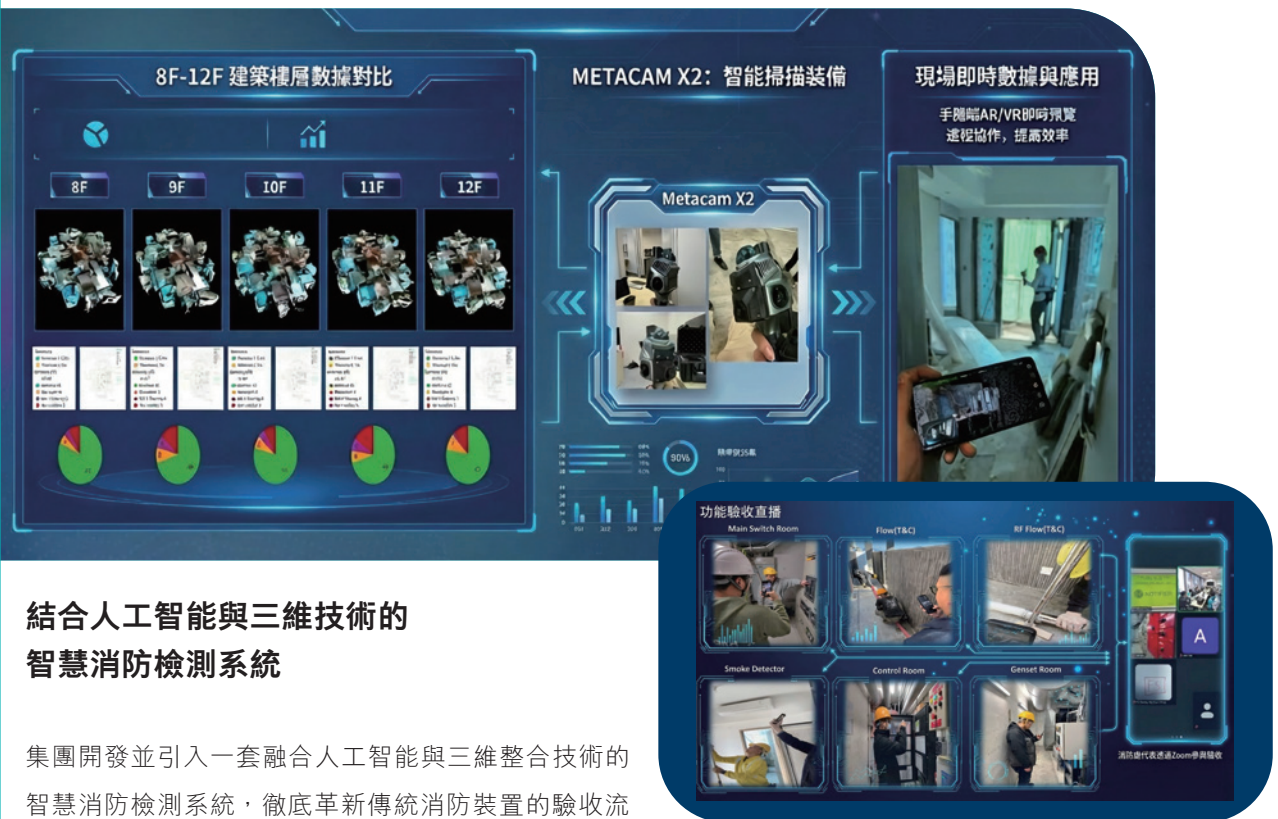 8F-12F 建築樓層數據對比
8F
9F
10F
11F
12F
METACAM X2：智能掃描裝備
Metacam X2
90%
現場即時數據與應用
手機端AR/VR即時預覽
遠程協作，提高效率
功能驗收直播
Main Switch Room
Flow(T&C)
RF Flow(T&C)
Smoke Detector
Control Room
Genset Room
A
消防處代表透過Zoom參與驗收
結合人工智能與三維技術的
智慧消防檢測系統
集團開發並引入一套融合人工智能與三維整合技術的
智慧消防檢測系統，徹底革新傳統消防裝置的驗收流